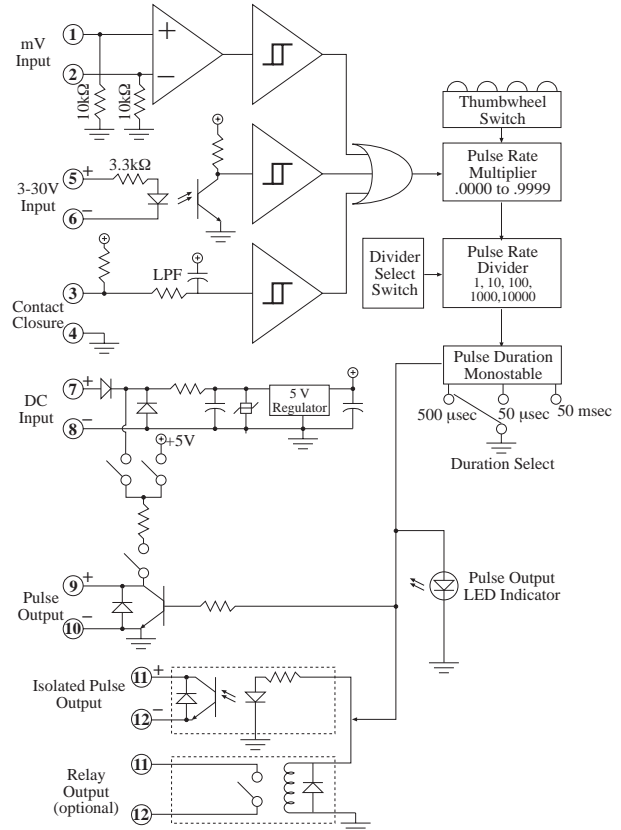 1
+
mV
Input
2
−
10kΩ
10kΩ
Thumbwheel
Switch
Pulse Rate
Multiplier
.0000 to .9999
5
+
3.3kΩ
3-30V
Input
6
−
Divider
Select
Switch
Pulse Rate
Divider
1, 10, 100,
1000,10000
LPF
3
Contact
Closure
4
Pulse Duration
Monostable
500 μsec
50 μsec
50 msec
Duration Select
7
+
DC
Input
8
−
5 V
Regulator
+5V
9
+
Pulse
Output
10
−
Pulse Output
LED Indicator
11
+
Isolated Pulse
Output
12
−
11
Relay
Output
(optional)
12